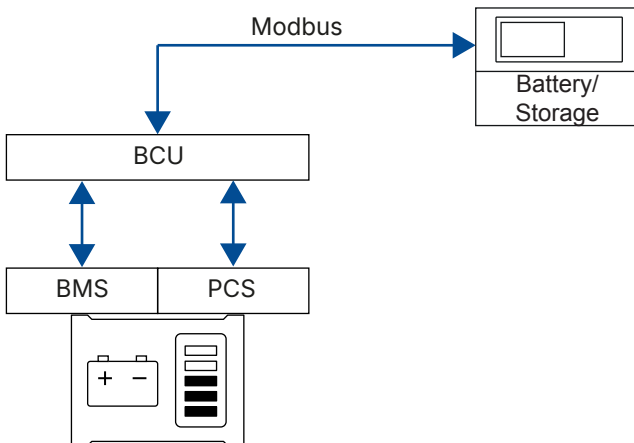 Modbus
Battery/
Storage
BCU
BMS
PCS
+ −